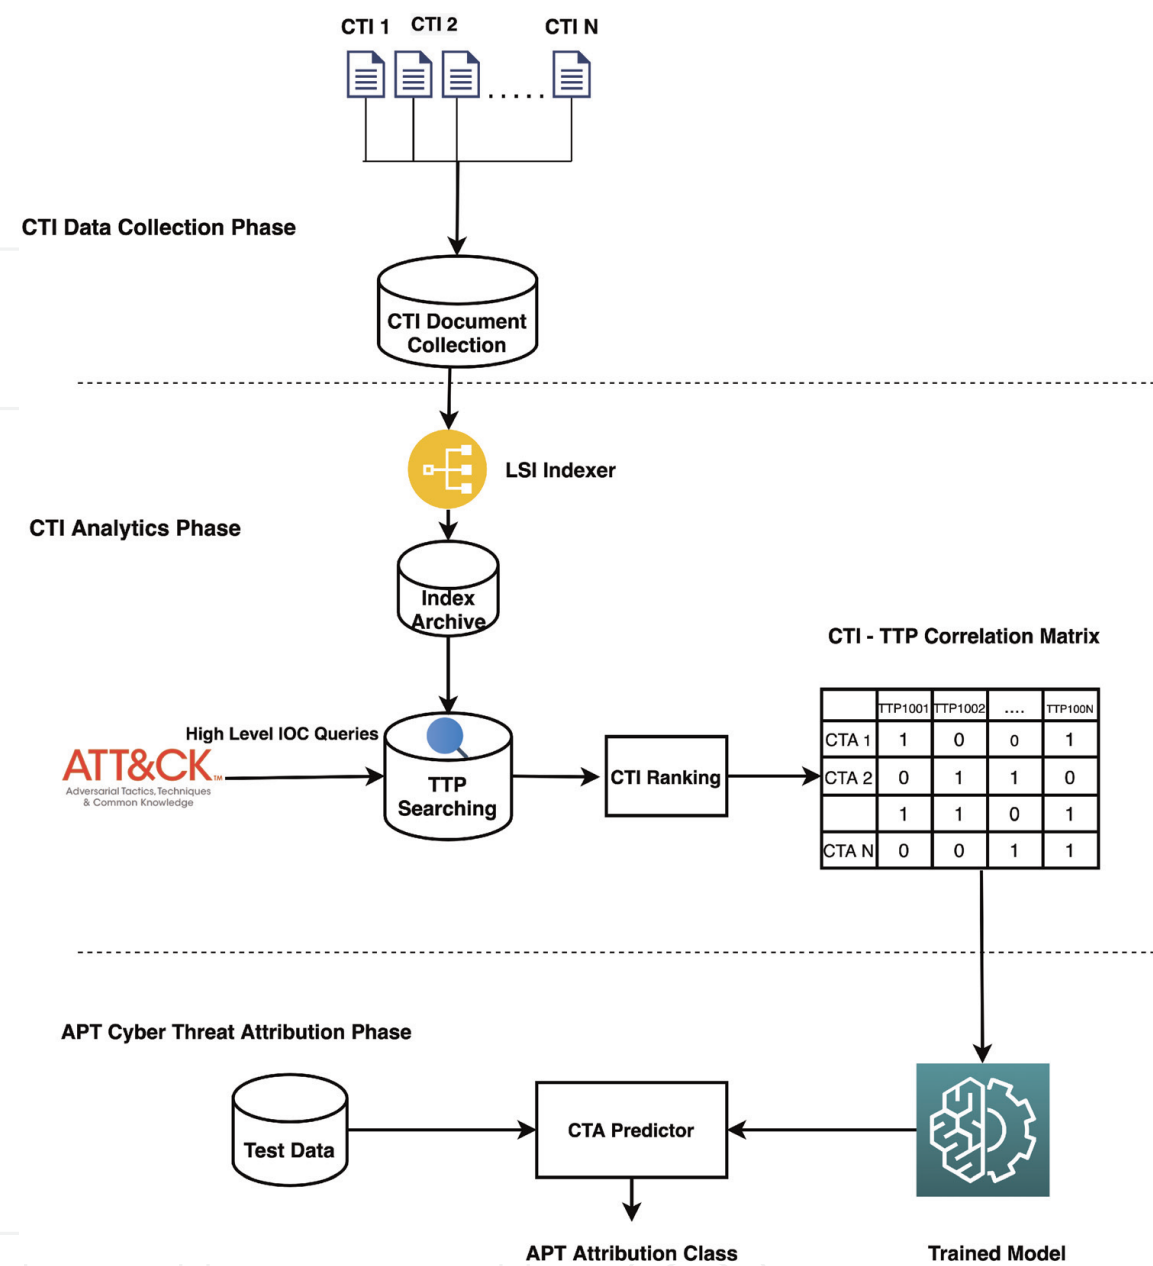 CTI 1 CTI 2 CTI N
.....
CTI Data Collection Phase
CTI Document
Collection
LSI Indexer
CTI Analytics Phase
Index
Archive
CTI - TTP Correlation Matrix
High Level IOC Queries
ATT&CK™
Adversarial Tactics, Techniques
& Common Knowledge
TTP
Searching
CTI Ranking
TTP1001 TTP1002 .... TTP100N
CTA 1 1 0 0 1
CTA 2 0 1 1 0
1 1 0 1
CTA N 0 0 1 1
APT Cyber Threat Attribution Phase
Test Data
CTA Predictor
APT Attribution Class
Trained Model